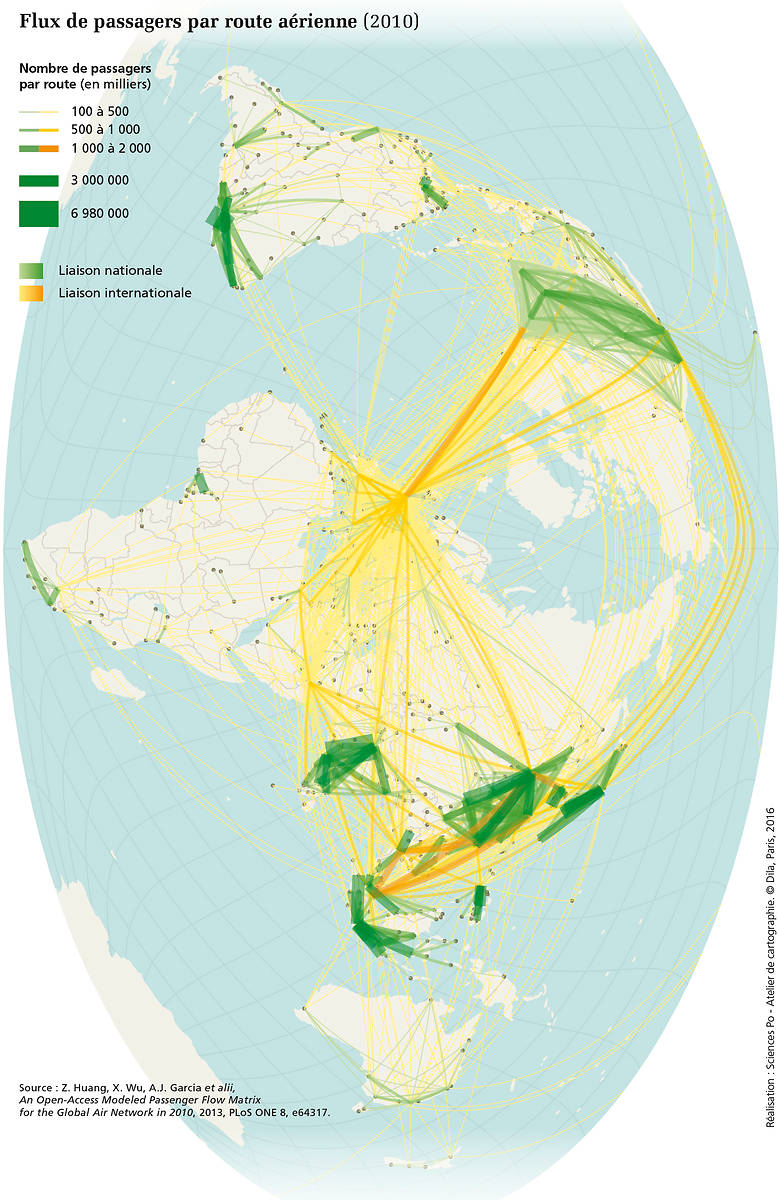 Flux de passagers par route aérienne (2010)
Nombre de passagers
par route (en milliers)
100 à 500
500 à 1 000
1 000 à 2 000
3 000 000
6 980 000
Liaison nationale
Liaison internationale
Source : Z. Huang, X. Wu, A.J. Garcia et alii,
An Open-Access Modeled Passenger Flow Matrix
for the Global Air Network in 2010, 2013, PLoS ONE 8, e64317.
Réalisation : Sciences Po - Atelier de cartographie. © Dila, Paris, 2016